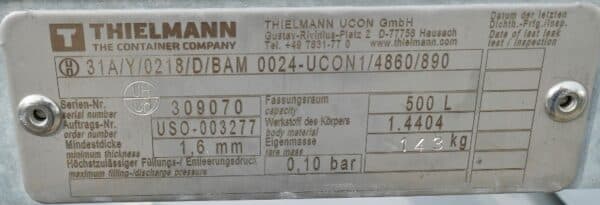 THIELMANN
THE CONTAINER COMPANY
THIELMANN UCON GmbH
Gustav-Rivinius-Platz 2 D-77756 Hausach
Tel. +49 7831-77 0 www.thielmann.com
Datum der letzten
Dichth.-/Prüfung
Date of last leak
test / inspection
UN 31A/Y/0218/D/BAM 0024-UCON1/4860/890
Serien-Nr. 309070
serial number
Auftrags-Nr. USO-003277
order number
Mindestdicke 1,6 mm
minimum thickness
Höchstzulässiger Füllungs-/ Entleerungsdruck 0,10 bar
maximum filling-/discharge pressure
Fassungsraum 500 L
capacity
Werkstoff des Körpers 1.4404
body material
Eigenmasse 143 kg
tare mass